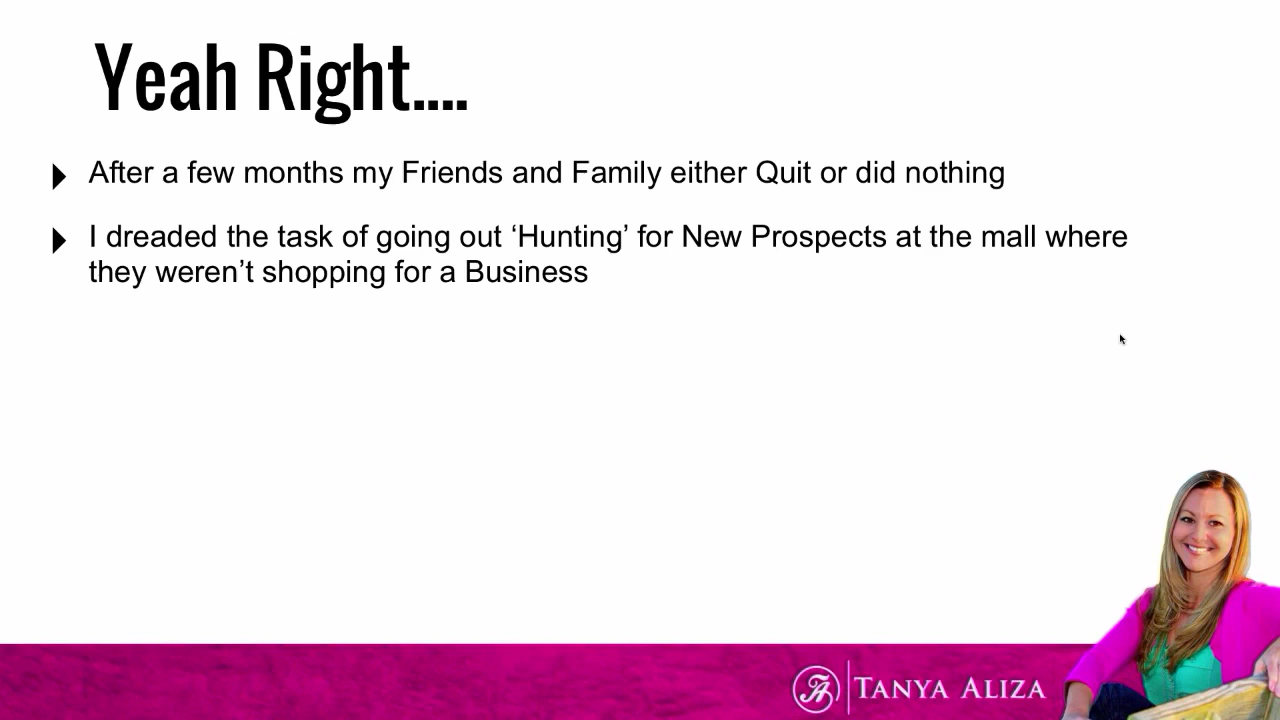 Yeah Right....
After a few months my Friends and Family either Quit or did nothing
I dreaded the task of going out ‘Hunting’ for New Prospects at the mall where
they weren’t shopping for a Business
TANYA ALIZA